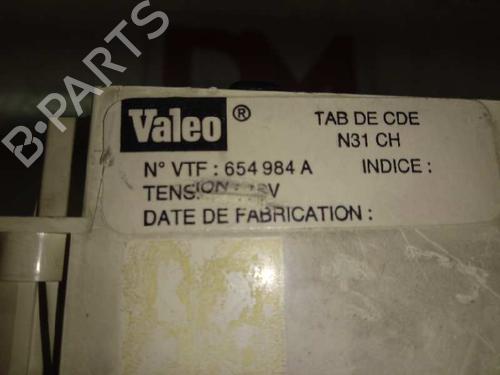 B-PARTS
Valeo ® TAB DE CDE
N31 CH
N° VTF : 654 984 A INDICE :
DATE DE FABRICATION :